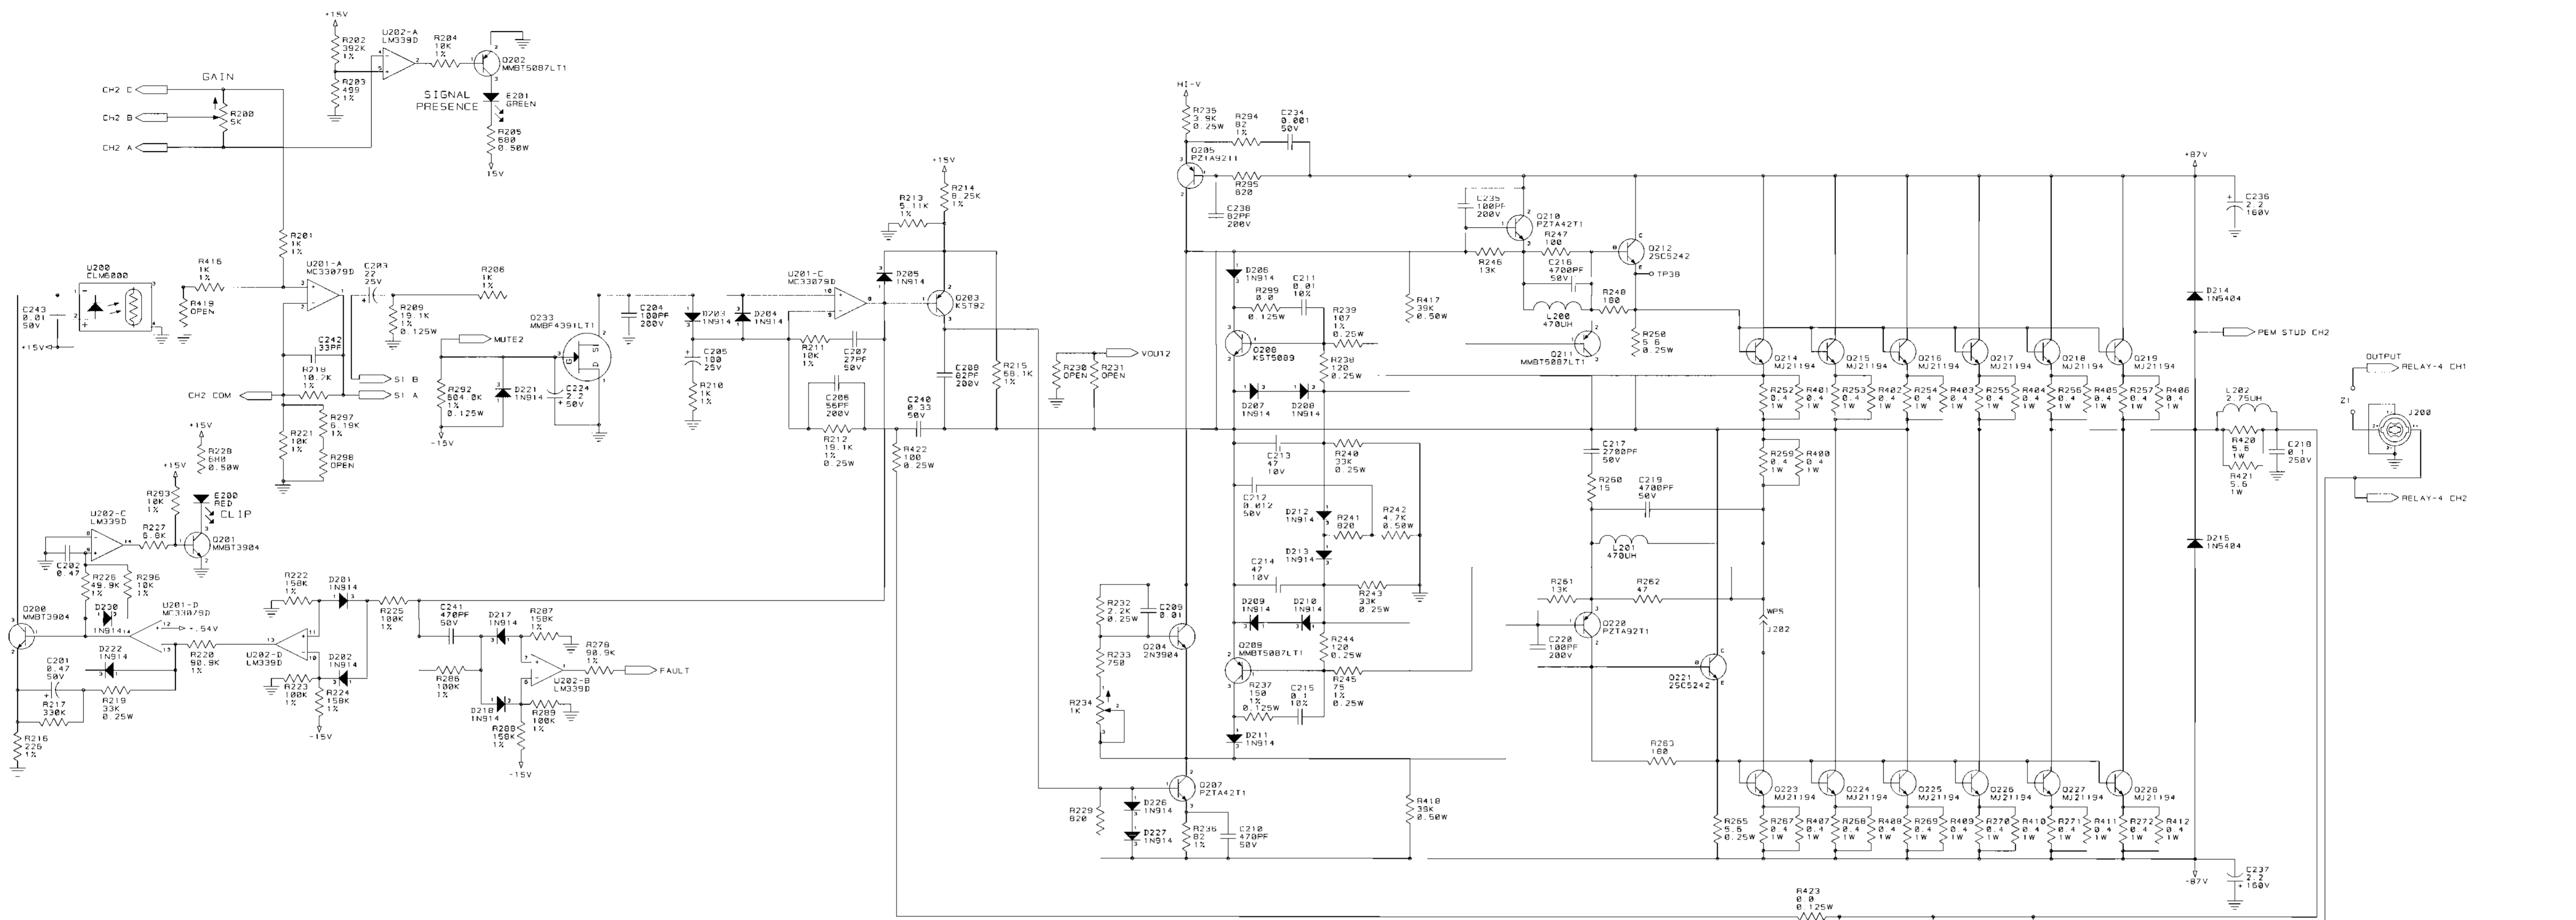 +15V
R202
392K
1%
U202-A
LM339D
R204
10K
1%
Q202
MMBT5087LT1
R203
499
1%
SIGNAL
PRESENCE
E201
GREEN
R205
680
0.50W
15V
GAIN
CH2 C
CH2 B
CH2 A
R200
5K
R201
1K
1%
U200
CLM6000
R416
1K
1%
R419
OPEN
C243
0.01
50V
+15V
U201-A
MC33079D
C203
22
25V
R206
1K
1%
R209
19.1K
1%
0.125W
C242
33PF
R218
10.2K
1%
S1 B
S1 A
CH2 COM
R221
10K
1%
R297
6.19K
1%
R298
OPEN
MUTE2
Q233
MMBF4391LT1
G
D
R292
604.0K
1%
0.125W
-15V
D221
1N914
C224
2.2
50V
C204
100PF
200V
D203
1N914
D204
1N914
C205
100
25V
R210
1K
1%
U201-C
MC33079D
R211
10K
1%
C207
27PF
50V
C206
56PF
200V
R212
19.1K
1%
0.25W
D205
1N914
R213
5.11K
1%
+15V
R214
8.25K
1%
Q203
KST92
C208
82PF
200V
R215
68.1K
1%
C240
0.33
50V
R422
100
0.25W
R230
OPEN
R231
OPEN
VOUT2
+15V
R228
680
0.50W
+15V
R293
10K
1%
E200
RED
CLIP
U202-C
LM339D
R227
6.8K
Q201
MMBT3904
C202
0.47
R226
49.9K
1%
R296
10K
1%
D230
1N914
U201-D
MC33079D
-.54V
Q200
MMBT3904
D222
1N914
C201
0.47
50V
R217
330K
R219
33K
0.25W
R216
226
1%
R220
90.9K
1%
U202-D
LM339D
R222
158K
1%
D201
1N914
D202
1N914
R223
100K
1%
R224
158K
1%
-15V
R225
100K
1%
C241
470PF
50V
D217
1N914
R287
158K
1%
R286
100K
1%
D218
1N914
R288
158K
1%
-15V
R289
100K
1%
U202-B
LM339D
R278
90.9K
1%
FAULT
HI-V
R235
3.9K
0.25W
R294
82
1%
C234
0.001
50V
Q205
PZTA92T1
R295
820
C238
82PF
200V
D206
1N914
C211
0.01
10%
R299
0.0
0.125W
R239
107
1%
0.25W
Q208
KST5089
R238
120
0.25W
D207
1N914
D208
1N914
R417
39K
0.50W
C213
47
10V
R240
33K
0.25W
C212
0.012
50V
D212
1N914
R241
820
R242
4.7K
0.50W
D213
1N914
C214
47
10V
R243
33K
0.25W
D209
1N914
D210
1N914
Q209
MMBT5087LT1
R244
120
0.25W
R237
150
1%
0.125W
C215
0.1
10%
R245
75
1%
0.25W
D211
1N914
R232
2.2K
0.25W
C209
0.01
Q204
2N3904
R233
750
R234
1K
Q207
PZTA42T1
R229
820
D226
1N914
D227
1N914
R236
82
1%
C210
470PF
50V
R418
39K
0.50W
C235
100PF
200V
Q210
PZTA42T1
R246
13K
R247
100
C216
4700PF
50V
Q212
2SC5242
TP3B
L200
470UH
R248
180
Q211
MMBT5087LT1
R250
5.6
0.25W
C217
2700PF
50V
R260
15
C219
4700PF
50V
L201
470UH
R261
13K
R262
47
Q220
PZTA92T1
C220
100PF
200V
Q221
2SC5242
R263
180
R265
5.6
0.25W
WP5
J202
Q214
MJ21194
Q215
MJ21194
Q216
MJ21194
Q217
MJ21194
Q218
MJ21194
Q219
MJ21194
R252
0.4
1W
R401
0.4
1W
R253
0.4
1W
R402
0.4
1W
R254
0.4
1W
R403
0.4
1W
R255
0.4
1W
R404
0.4
1W
R256
0.4
1W
R405
0.4
1W
R257
0.4
1W
R406
0.4
1W
R259
0.4
1W
R400
0.4
1W
Q223
MJ21194
Q224
MJ21194
Q225
MJ21194
Q226
MJ21194
Q227
MJ21194
Q228
MJ21194
R267
0.4
1W
R407
0.4
1W
R268
0.4
1W
R408
0.4
1W
R269
0.4
1W
R409
0.4
1W
R270
0.4
1W
R410
0.4
1W
R271
0.4
1W
R411
0.4
1W
R272
0.4
1W
R412
0.4
1W
+87V
C236
2.2
160V
D214
1N5404
PEM STUD CH2
D215
1N5404
L202
2.75UH
R420
5.6
1W
R421
5.6
1W
C218
0.1
250V
OUTPUT
RELAY-4 CH1
Z1
J200
RELAY-4 CH2
-87V
C237
2.2
160V
R423
0.0
0.125W